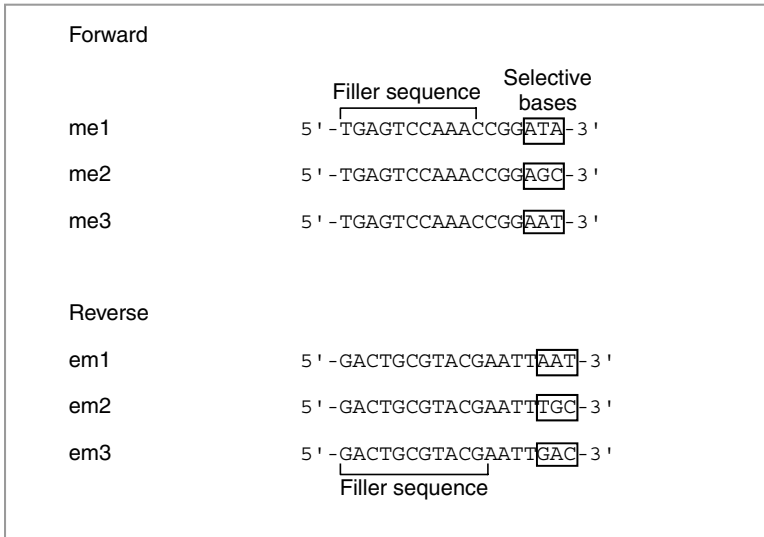 Forward
Filler sequence
Selective
bases
me1 5'-TGAGTCCAAACCGGATA-3'
me2 5'-TGAGTCCAAACCGGAGC-3'
me3 5'-TGAGTCCAAACCGGAAT-3'
Reverse
em1 5'-GACTGCGTACGAATTAAT-3'
em2 5'-GACTGCGTACGAATTTGC-3'
em3 5'-GACTGCGTACGAATTGAC-3'
Filler sequence